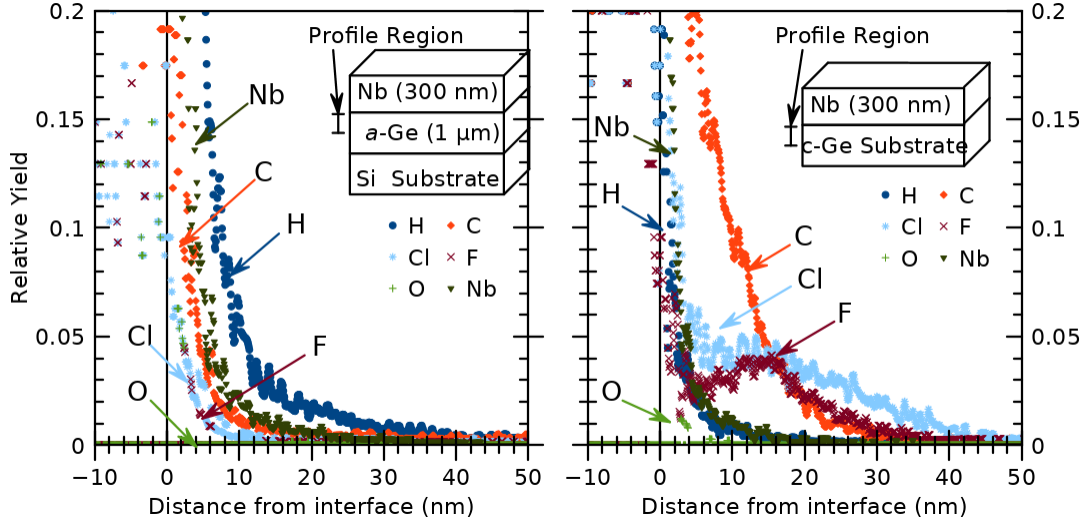 Relative Yield
0.2
0.15
0.1
0.05
0
Profile Region
Nb (300 nm)
a-Ge (1 μm)
Si Substrate
Nb
C
H
H C
Cl F
O Nb
Cl
F
O
−10 0 10 20 30 40 50
Distance from interface (nm)
Profile Region
Nb (300 nm)
c-Ge Substrate
Nb
H
H C
Cl F
O Nb
C
Cl
F
O
0.2
0.15
0.1
0.05
0
−10 0 10 20 30 40 50
Distance from interface (nm)